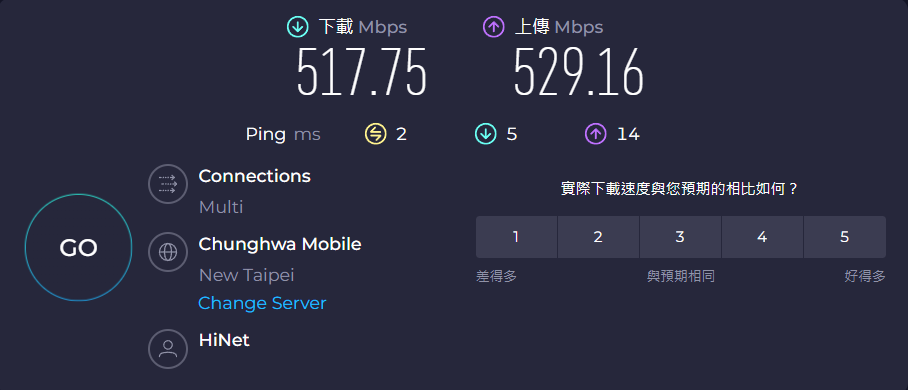 下載 Mbps
上傳 Mbps
517.75
529.16
Ping ms
2
5
14
Connections
Multi
Chunghwa Mobile
New Taipei
Change Server
HiNet
GO
實際下載速度與您預期的相比如何？
1 2 3 4 5
差得多 與預期相同 好得多